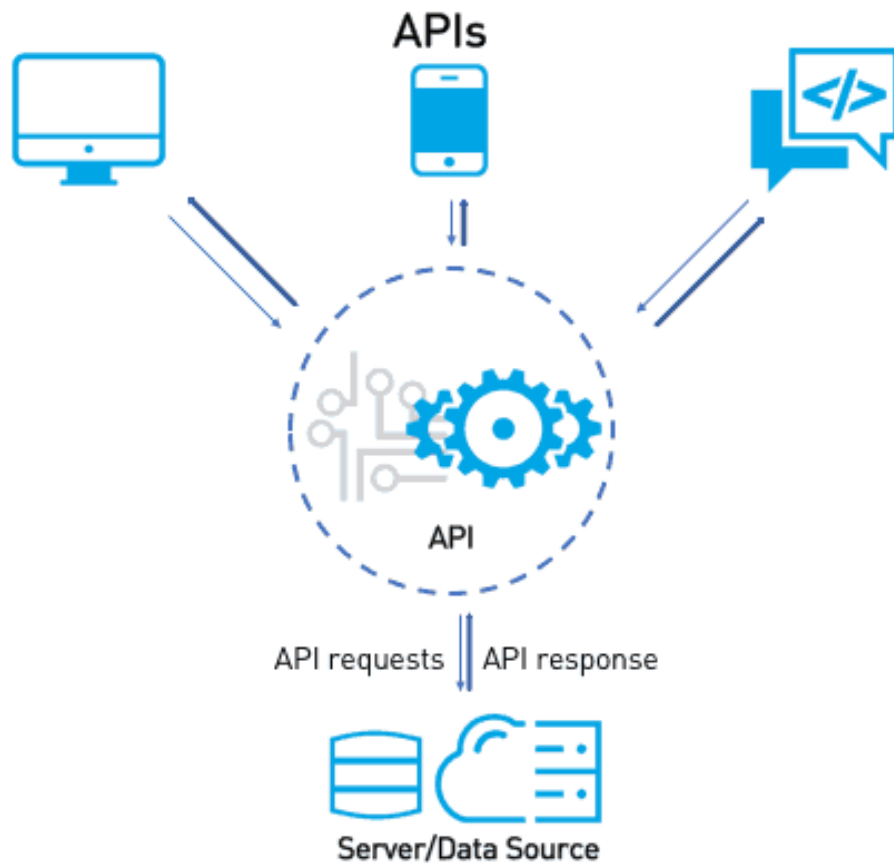 APIs
</>
API
API requests
API response
Server/Data Source